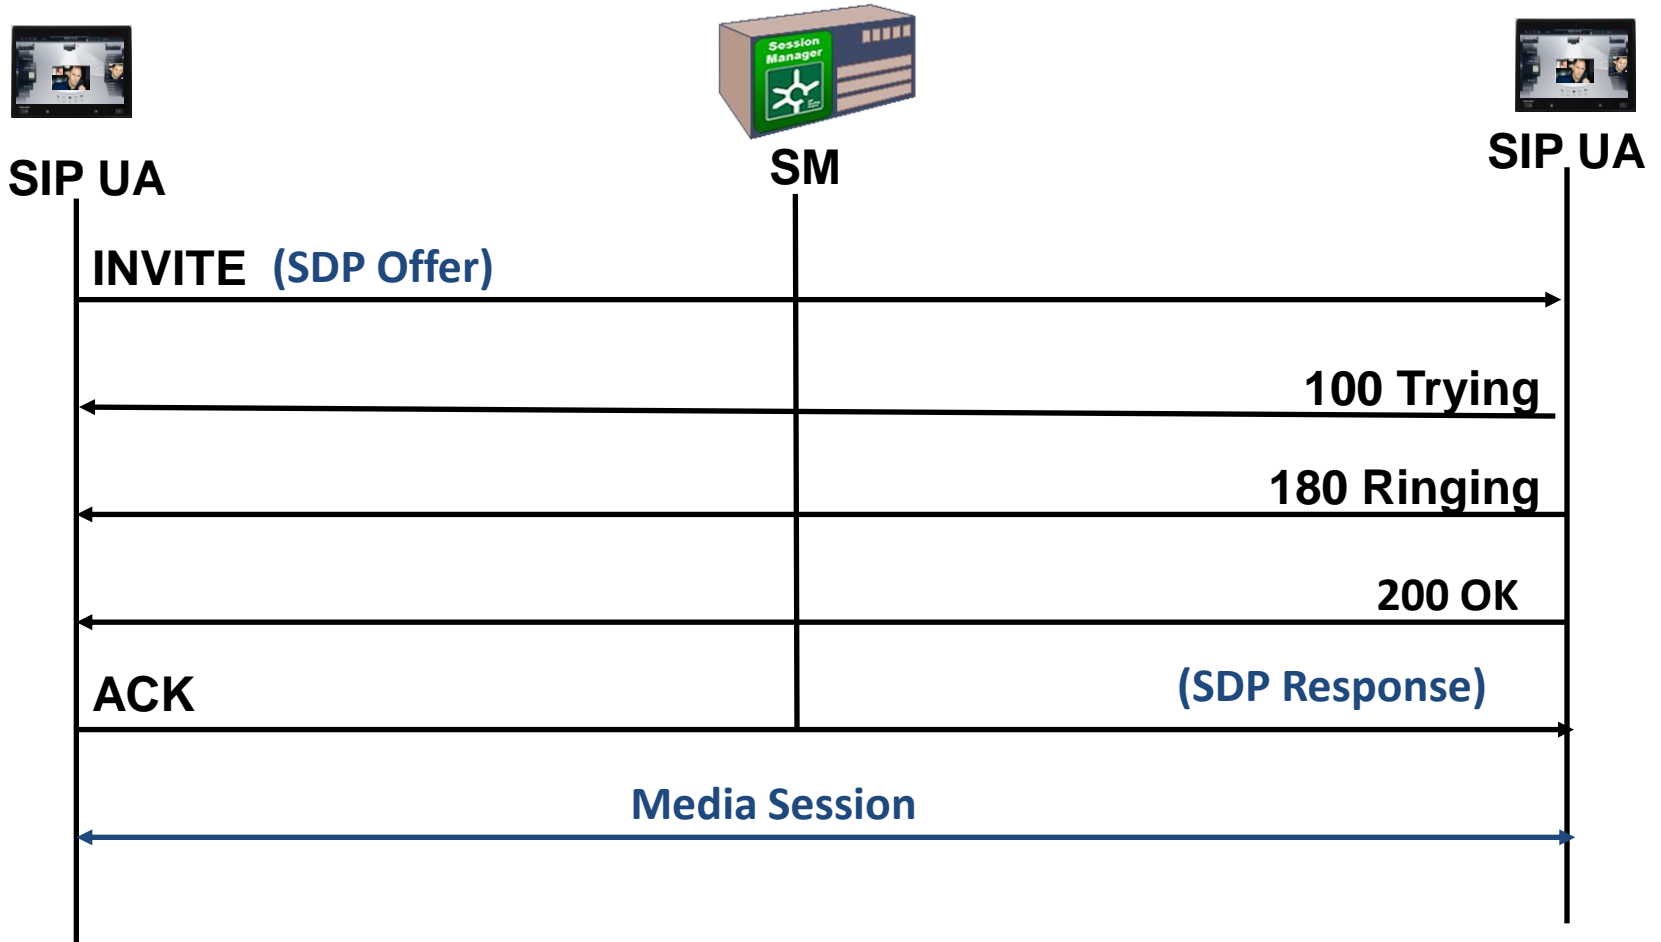 Session
Manager
SIP UA
SM
SIP UA
INVITE (SDP Offer)
100 Trying
180 Ringing
200 OK
ACK
(SDP Response)
Media Session